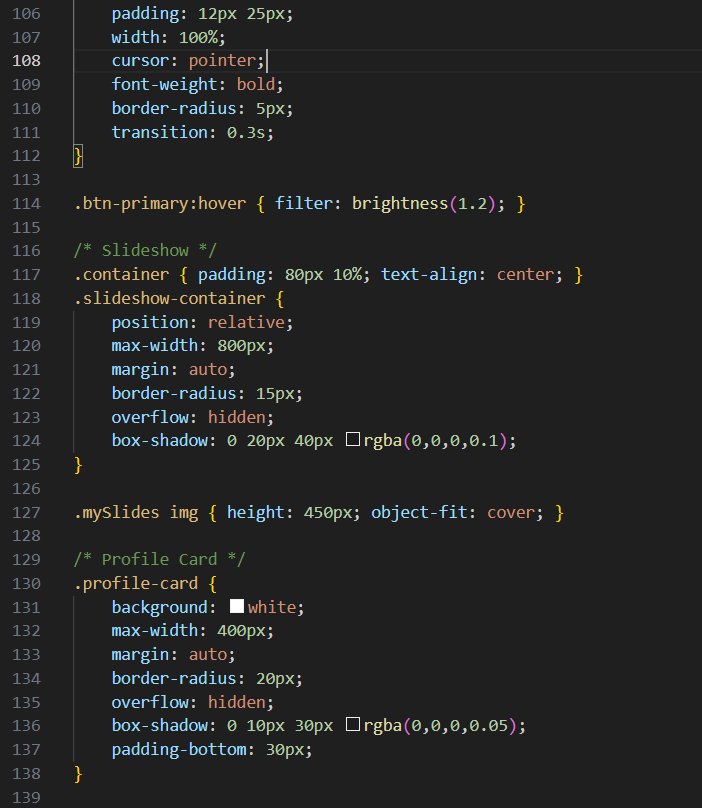 106 padding: 12px 25px;
107 width: 100%;
108 cursor: pointer;
109 font-weight: bold;
110 border-radius: 5px;
111 transition: 0.3s;
112 }
113
114 .btn-primary:hover { filter: brightness(1.2); }
115
116 /* Slideshow */
117 .container { padding: 80px 10%; text-align: center; }
118 .slideshow-container {
119 position: relative;
120 max-width: 800px;
121 margin: auto;
122 border-radius: 15px;
123 overflow: hidden;
124 box-shadow: 0 20px 40px rgba(0,0,0,0.1);
125 }
126
127 .mySlides img { height: 450px; object-fit: cover; }
128
129 /* Profile Card */
130 .profile-card {
131 background: white;
132 max-width: 400px;
133 margin: auto;
134 border-radius: 20px;
135 overflow: hidden;
136 box-shadow: 0 10px 30px rgba(0,0,0,0.05);
137 padding-bottom: 30px;
138 }
139